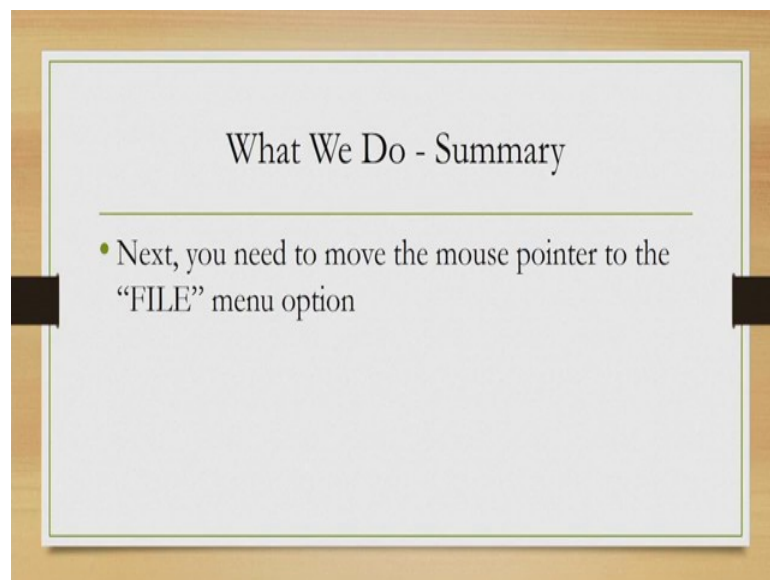 What We Do - Summary
• Next, you need to move the mouse pointer to the
“FILE” menu option